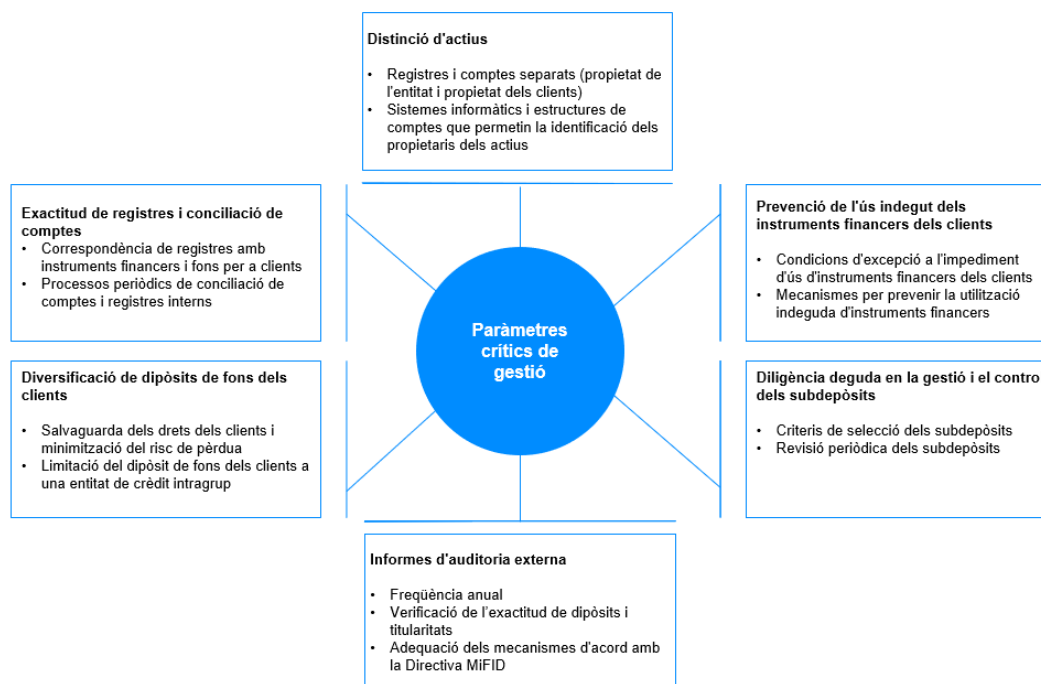 Distinció d'actius
• Registres i comptes separats (propietat de
l'entitat i propietat dels clients)
• Sistemes informàtics i estructures de
comptes que permetin la identificació dels
propietaris dels actius
Exactitud de registres i conciliació de
comptes
• Correspondència de registres amb
instruments financers i fons per a clients
• Processos periòdics de conciliació de
comptes i registres interns
Prevenció de l'ús indegut dels
instruments financers dels clients
• Condicions d'excepció a l'impediment
d'ús d'instruments financers dels clients
• Mecanismes per prevenir la utilització
indeguda d'instruments financers
Paràmetres
crítics de
gestió
Diversificació de dipòsits de fons dels
clients
• Salvaguarda dels drets dels clients i
minimització del risc de pèrdua
• Limitació del dipòsit de fons dels clients a
una entitat de crèdit intragrup
Diligència deguda en la gestió i el contro
dels subdepòsits
• Criteris de selecció dels subdepòsits
• Revisió periòdica dels subdepòsits
Informes d'auditoria externa
• Freqüència anual
• Verificació de l'exactitud de dipòsits i
titularitats
• Adequació dels mecanismes d'acord amb
la Directiva MiFID